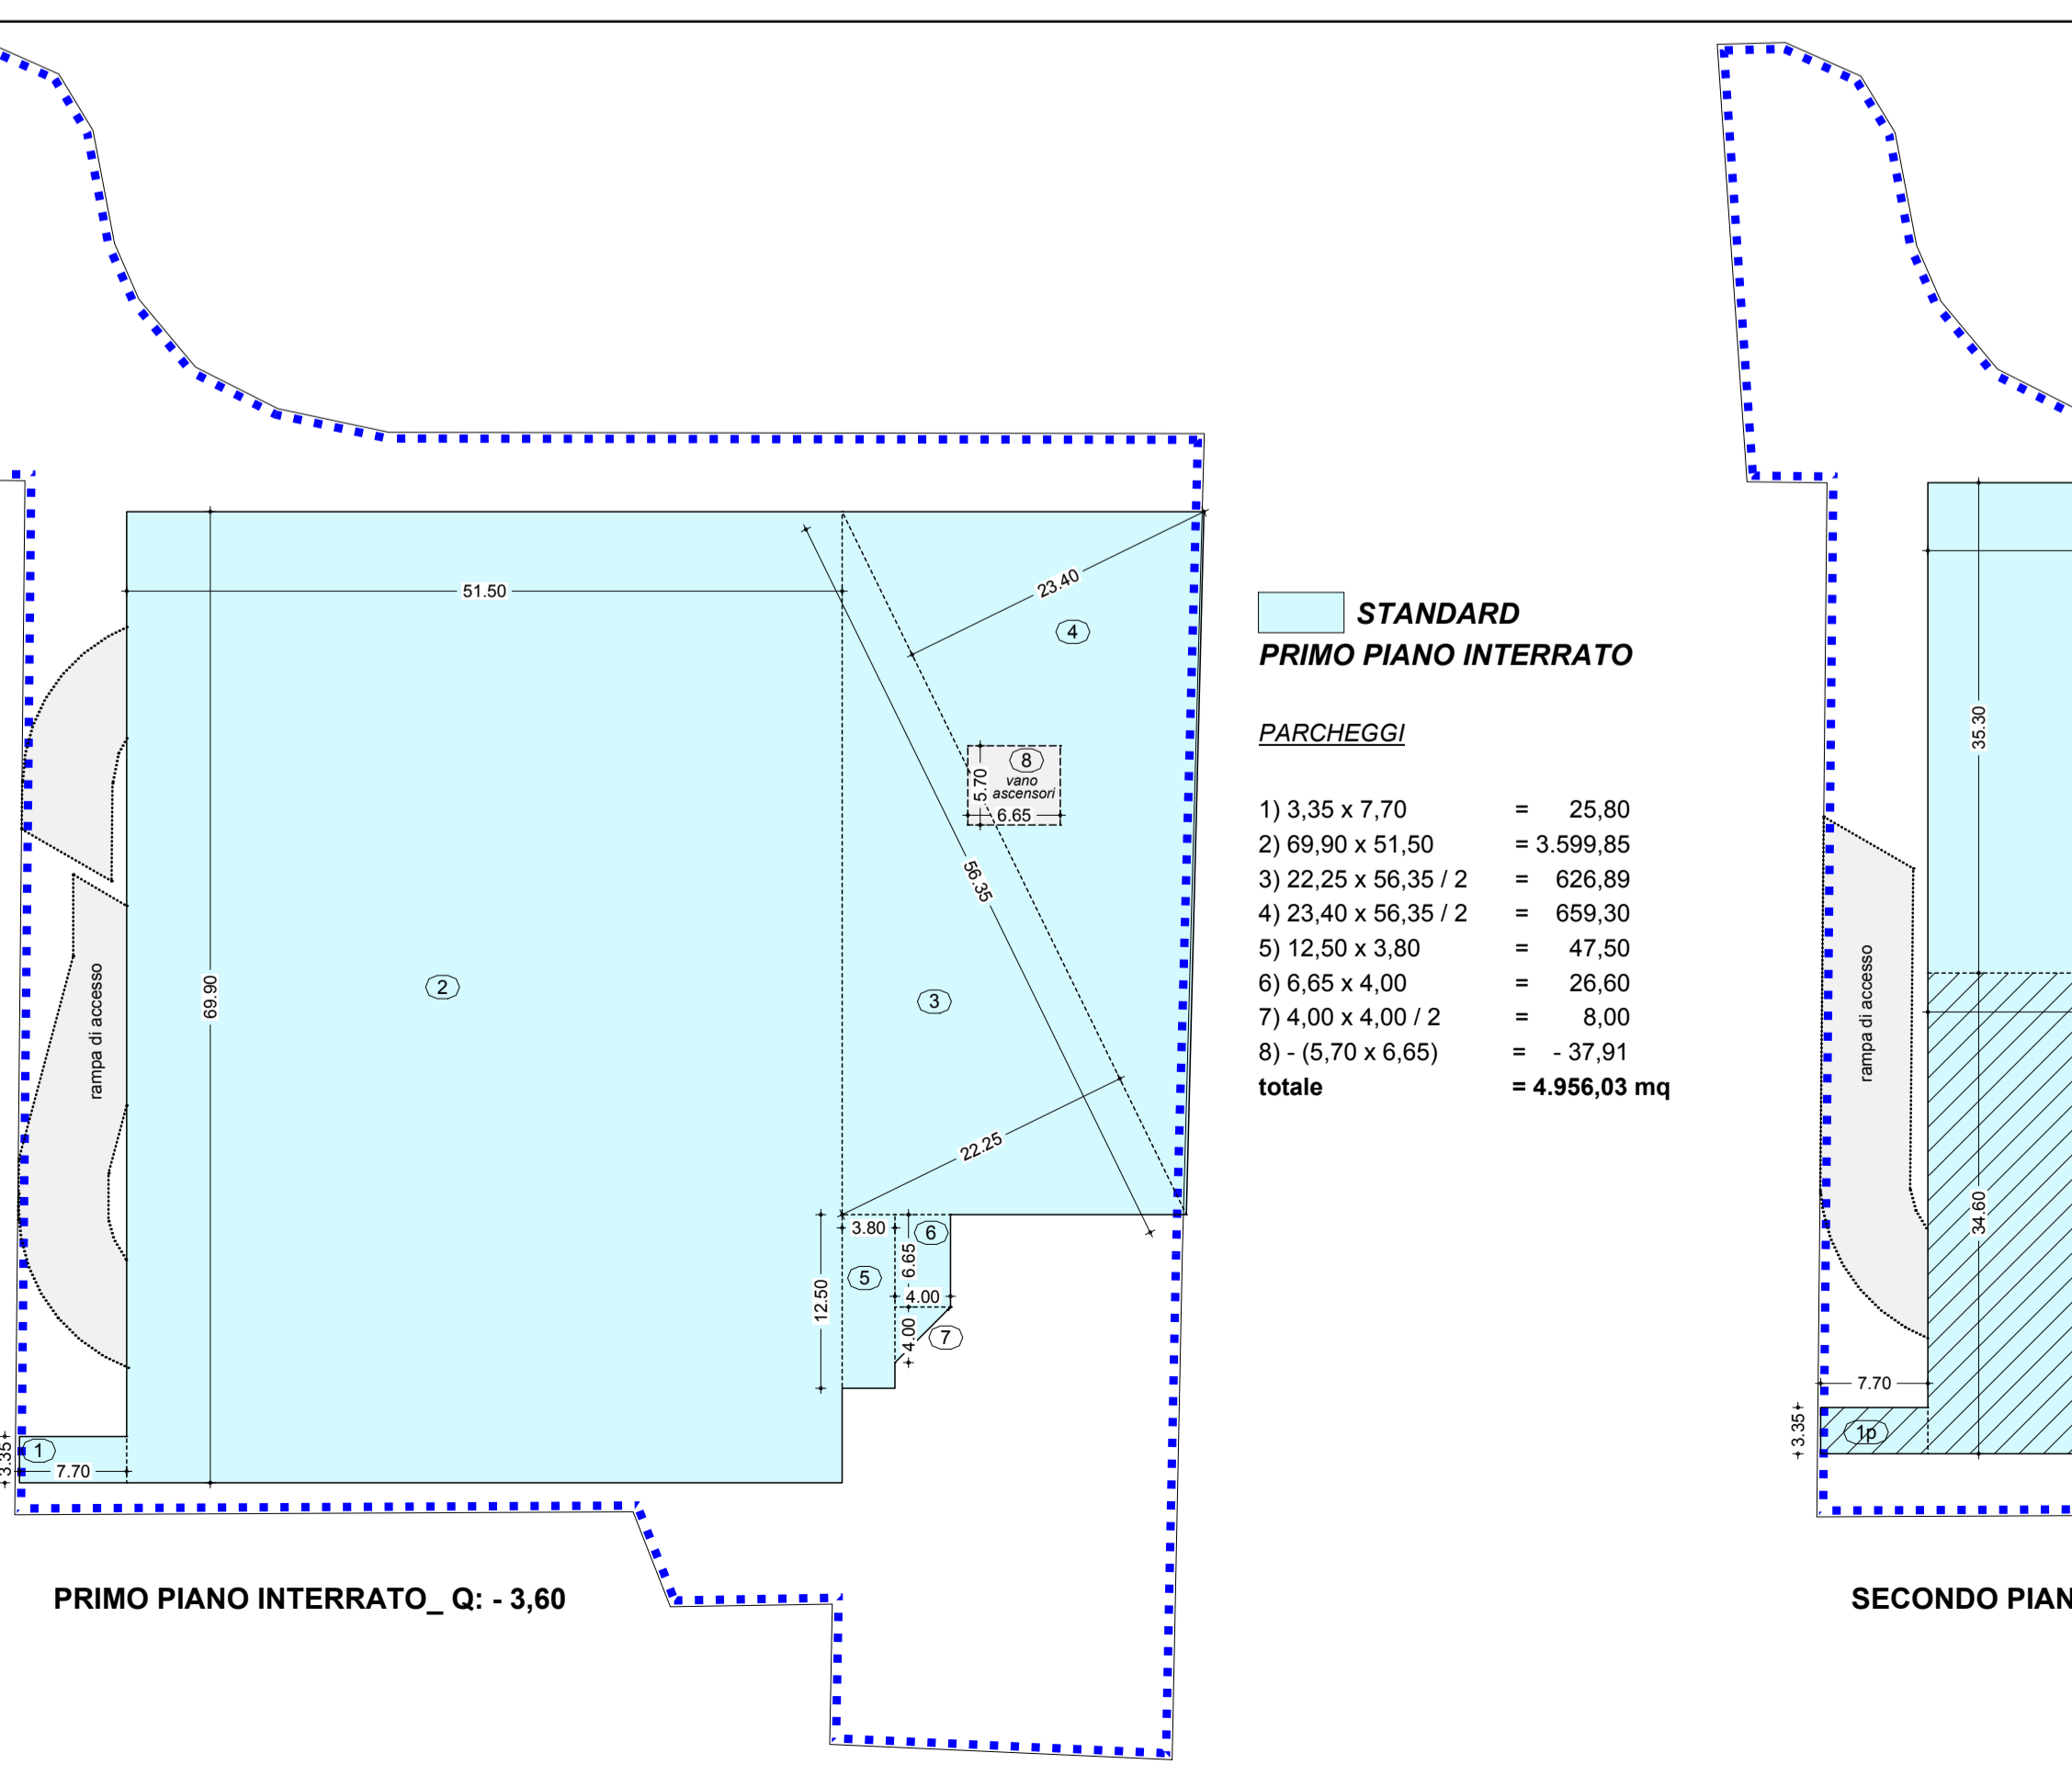 51.50
23.40
4
8
vano
ascensori
5.70
6.65
56.35
69.90
2
3
rampa di accesso
22.25
3.80
6
6.65
5
12.50
4.00
4.00
7
1
3.35
7.70
PRIMO PIANO INTERRATO_ Q: - 3,60
STANDARD
PRIMO PIANO INTERRATO
PARCHEGGI
1) 3,35 x 7,70 = 25,80
2) 69,90 x 51,50 = 3.599,85
3) 22,25 x 56,35 / 2 = 626,89
4) 23,40 x 56,35 / 2 = 659,30
5) 12,50 x 3,80 = 47,50
6) 6,65 x 4,00 = 26,60
7) 4,00 x 4,00 / 2 = 8,00
8) - (5,70 x 6,65) = - 37,91
totale = 4.956,03 mq
35.30
rampa di accesso
34.60
7.70
3.35
1p
SECONDO PIAN